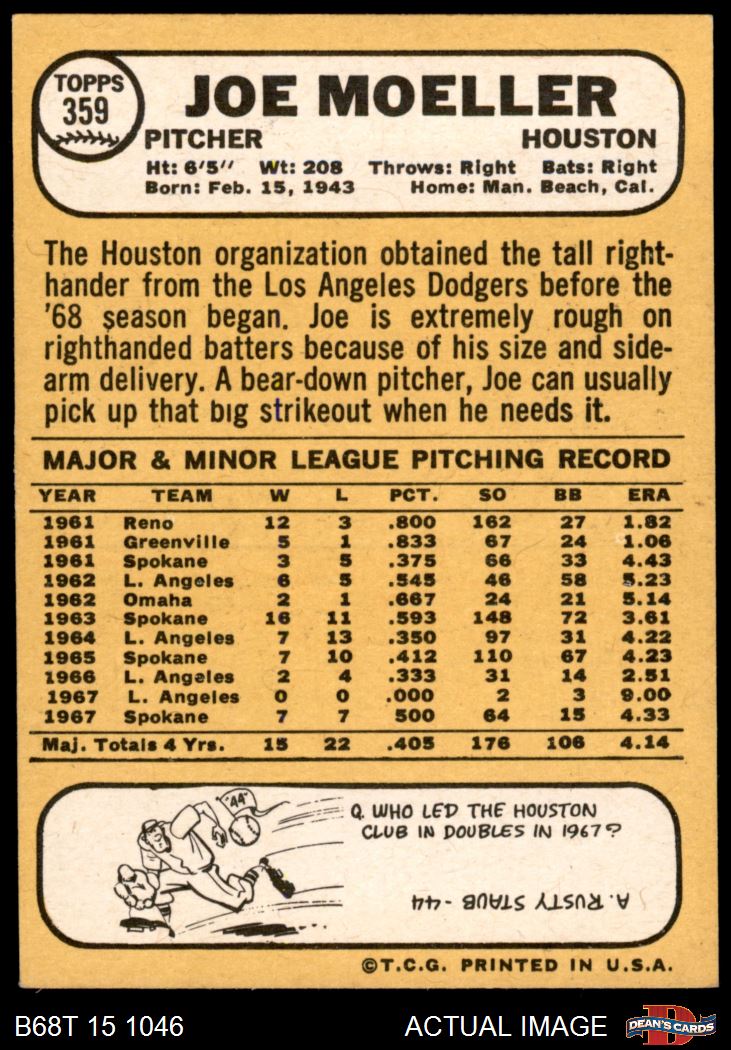 TOPPS
359
JOE MOELLER
PITCHER HOUSTON
Ht: 6'5'' Wt: 208 Throws: Right Bats: Right
Born: Feb. 15, 1943 Home: Man. Beach, Cal.
The Houston organization obtained the tall right-
hander from the Los Angeles Dodgers before the
'68 season began. Joe is extremely rough on
righthanded batters because of his size and side-
arm delivery. A bear-down pitcher, Joe can usually
pick up that big strikeout when he needs it.
MAJOR & MINOR LEAGUE PITCHING RECORD
YEAR TEAM W L PCT. SO BB ERA
1961 Reno 12 3 .800 162 27 1.82
1961 Greenville 5 1 .833 67 24 1.06
1961 Spokane 3 5 .375 66 33 4.43
1962 L. Angeles 6 5 .545 46 58 5.23
1962 Omaha 2 1 .667 24 21 5.14
1963 Spokane 16 11 .593 148 72 3.61
1964 L. Angeles 7 13 .350 97 31 4.22
1965 Spokane 7 10 .412 110 67 4.23
1966 L. Angeles 2 4 .333 31 14 2.51
1967 L. Angeles 0 0 .000 2 3 9.00
1967 Spokane 7 7 500 64 15 4.33
Maj. Totals 4 Yrs. 15 22 .405 176 106 4.14
"44"
Q. WHO LED THE HOUSTON
CLUB IN DOUBLES IN 1967?
A. RUSTY STAUB -44
©T.C.G. PRINTED IN U.S.A.
B68T 15 1046 ACTUAL IMAGE
D
DEAN'S CARDS